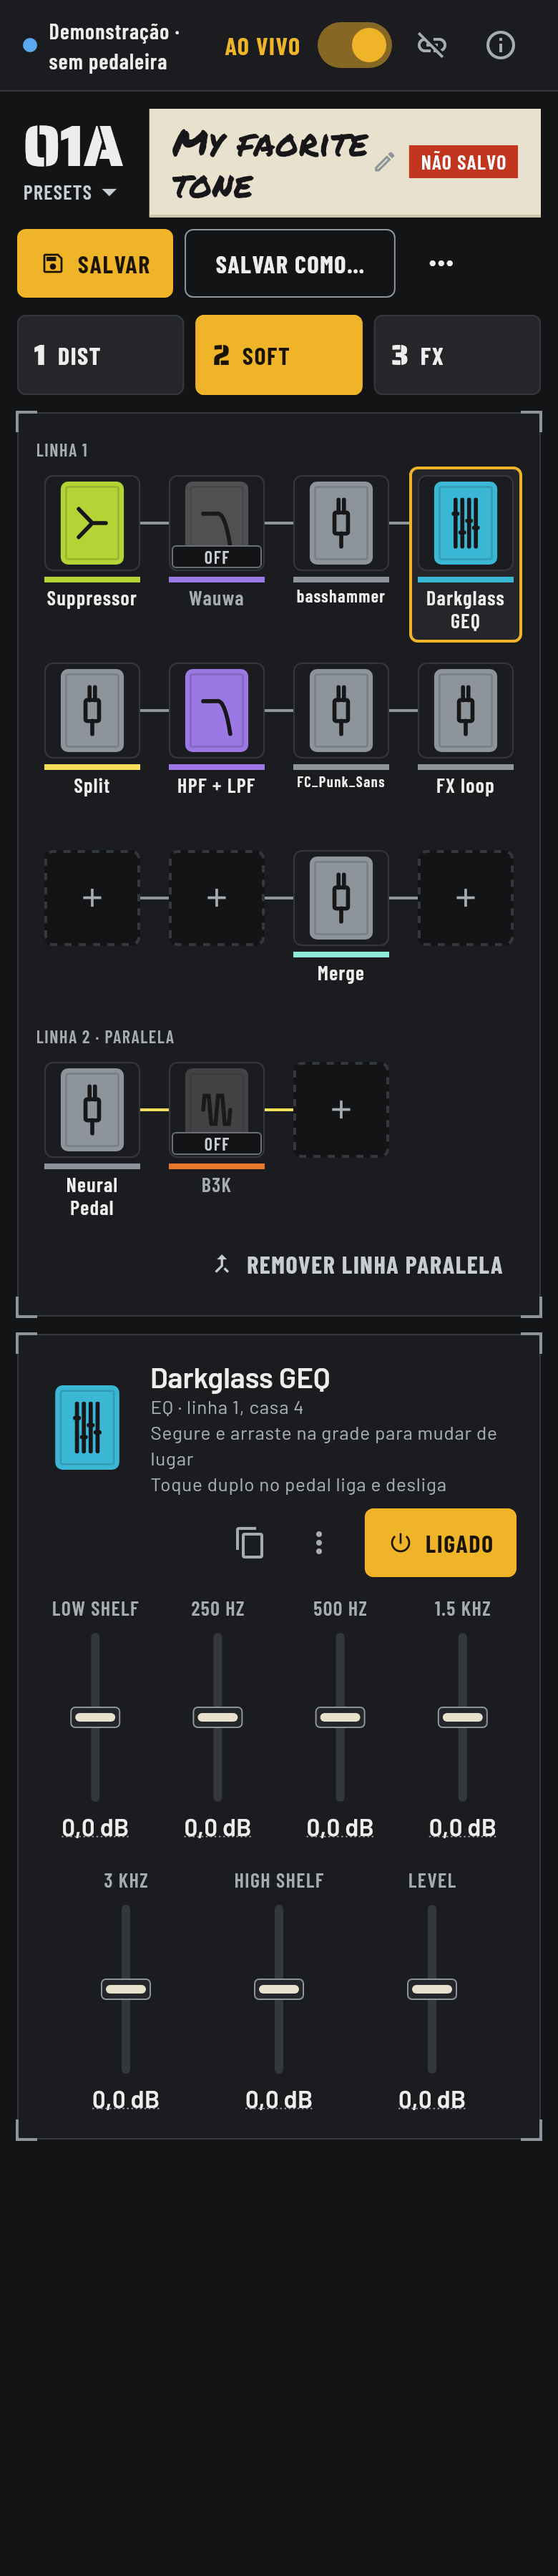 Demonstração ·
sem pedaleira
AO VIVO
01A
PRESETS
My faorite
tone
NÃO SALVO
SALVAR
SALVAR COMO...
1 DIST
2 SOFT
3 FX
LINHA 1
OFF
Suppressor
Wauwa
basshammer
Darkglass
GEQ
Split
HPF + LPF
FC_Punk_Sans
FX loop
Merge
LINHA 2 · PARALELA
OFF
Neural
Pedal
B3K
REMOVER LINHA PARALELA
Darkglass GEQ
EQ · linha 1, casa 4
Segure e arraste na grade para mudar de
lugar
Toque duplo no pedal liga e desliga
LIGADO
LOW SHELF
250 HZ
500 HZ
1.5 KHZ
0,0 dB
0,0 dB
0,0 dB
0,0 dB
3 KHZ
HIGH SHELF
LEVEL
0,0 dB
0,0 dB
0,0 dB